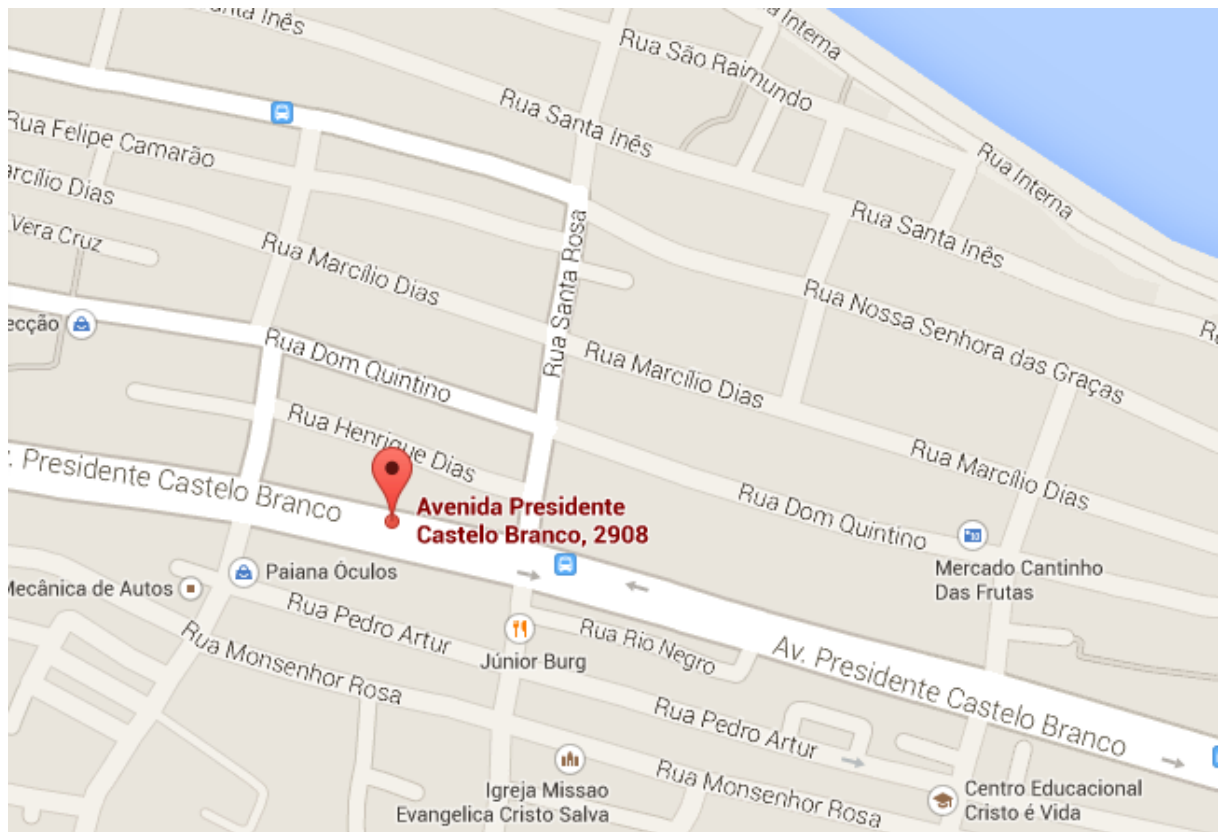 anta Inês
a Interna
Rua São Raimundo
Rua Santa Inês
Rua Felipe Camarão
Rua Interna
arcílio Dias
Rua Santa Inês
Vera Cruz
Rua Marcílio Dias
Rua Santa Rosa
Rua Nossa Senhora das Graças
ecção
Rua Dom Quintino
Rua Marcílio Dias
Rua Henrique Dias
Rua Marcílio Dias
v. Presidente Castelo Branco
Avenida Presidente
Castelo Branco, 2908
Rua Dom Quintino
Mercado Cantinho
Das Frutas
Paiana Óculos
Mecânica de Autos
Rua Pedro Artur
Rua Monsenhor Rosa
Júnior Burg
Rua Rio Negro
Av. Presidente Castelo Branco
Rua Pedro Artur
Rua Monsenhor Rosa
Igreja Missao
Evangelica Cristo Salva
Centro Educacional
Cristo é Vida